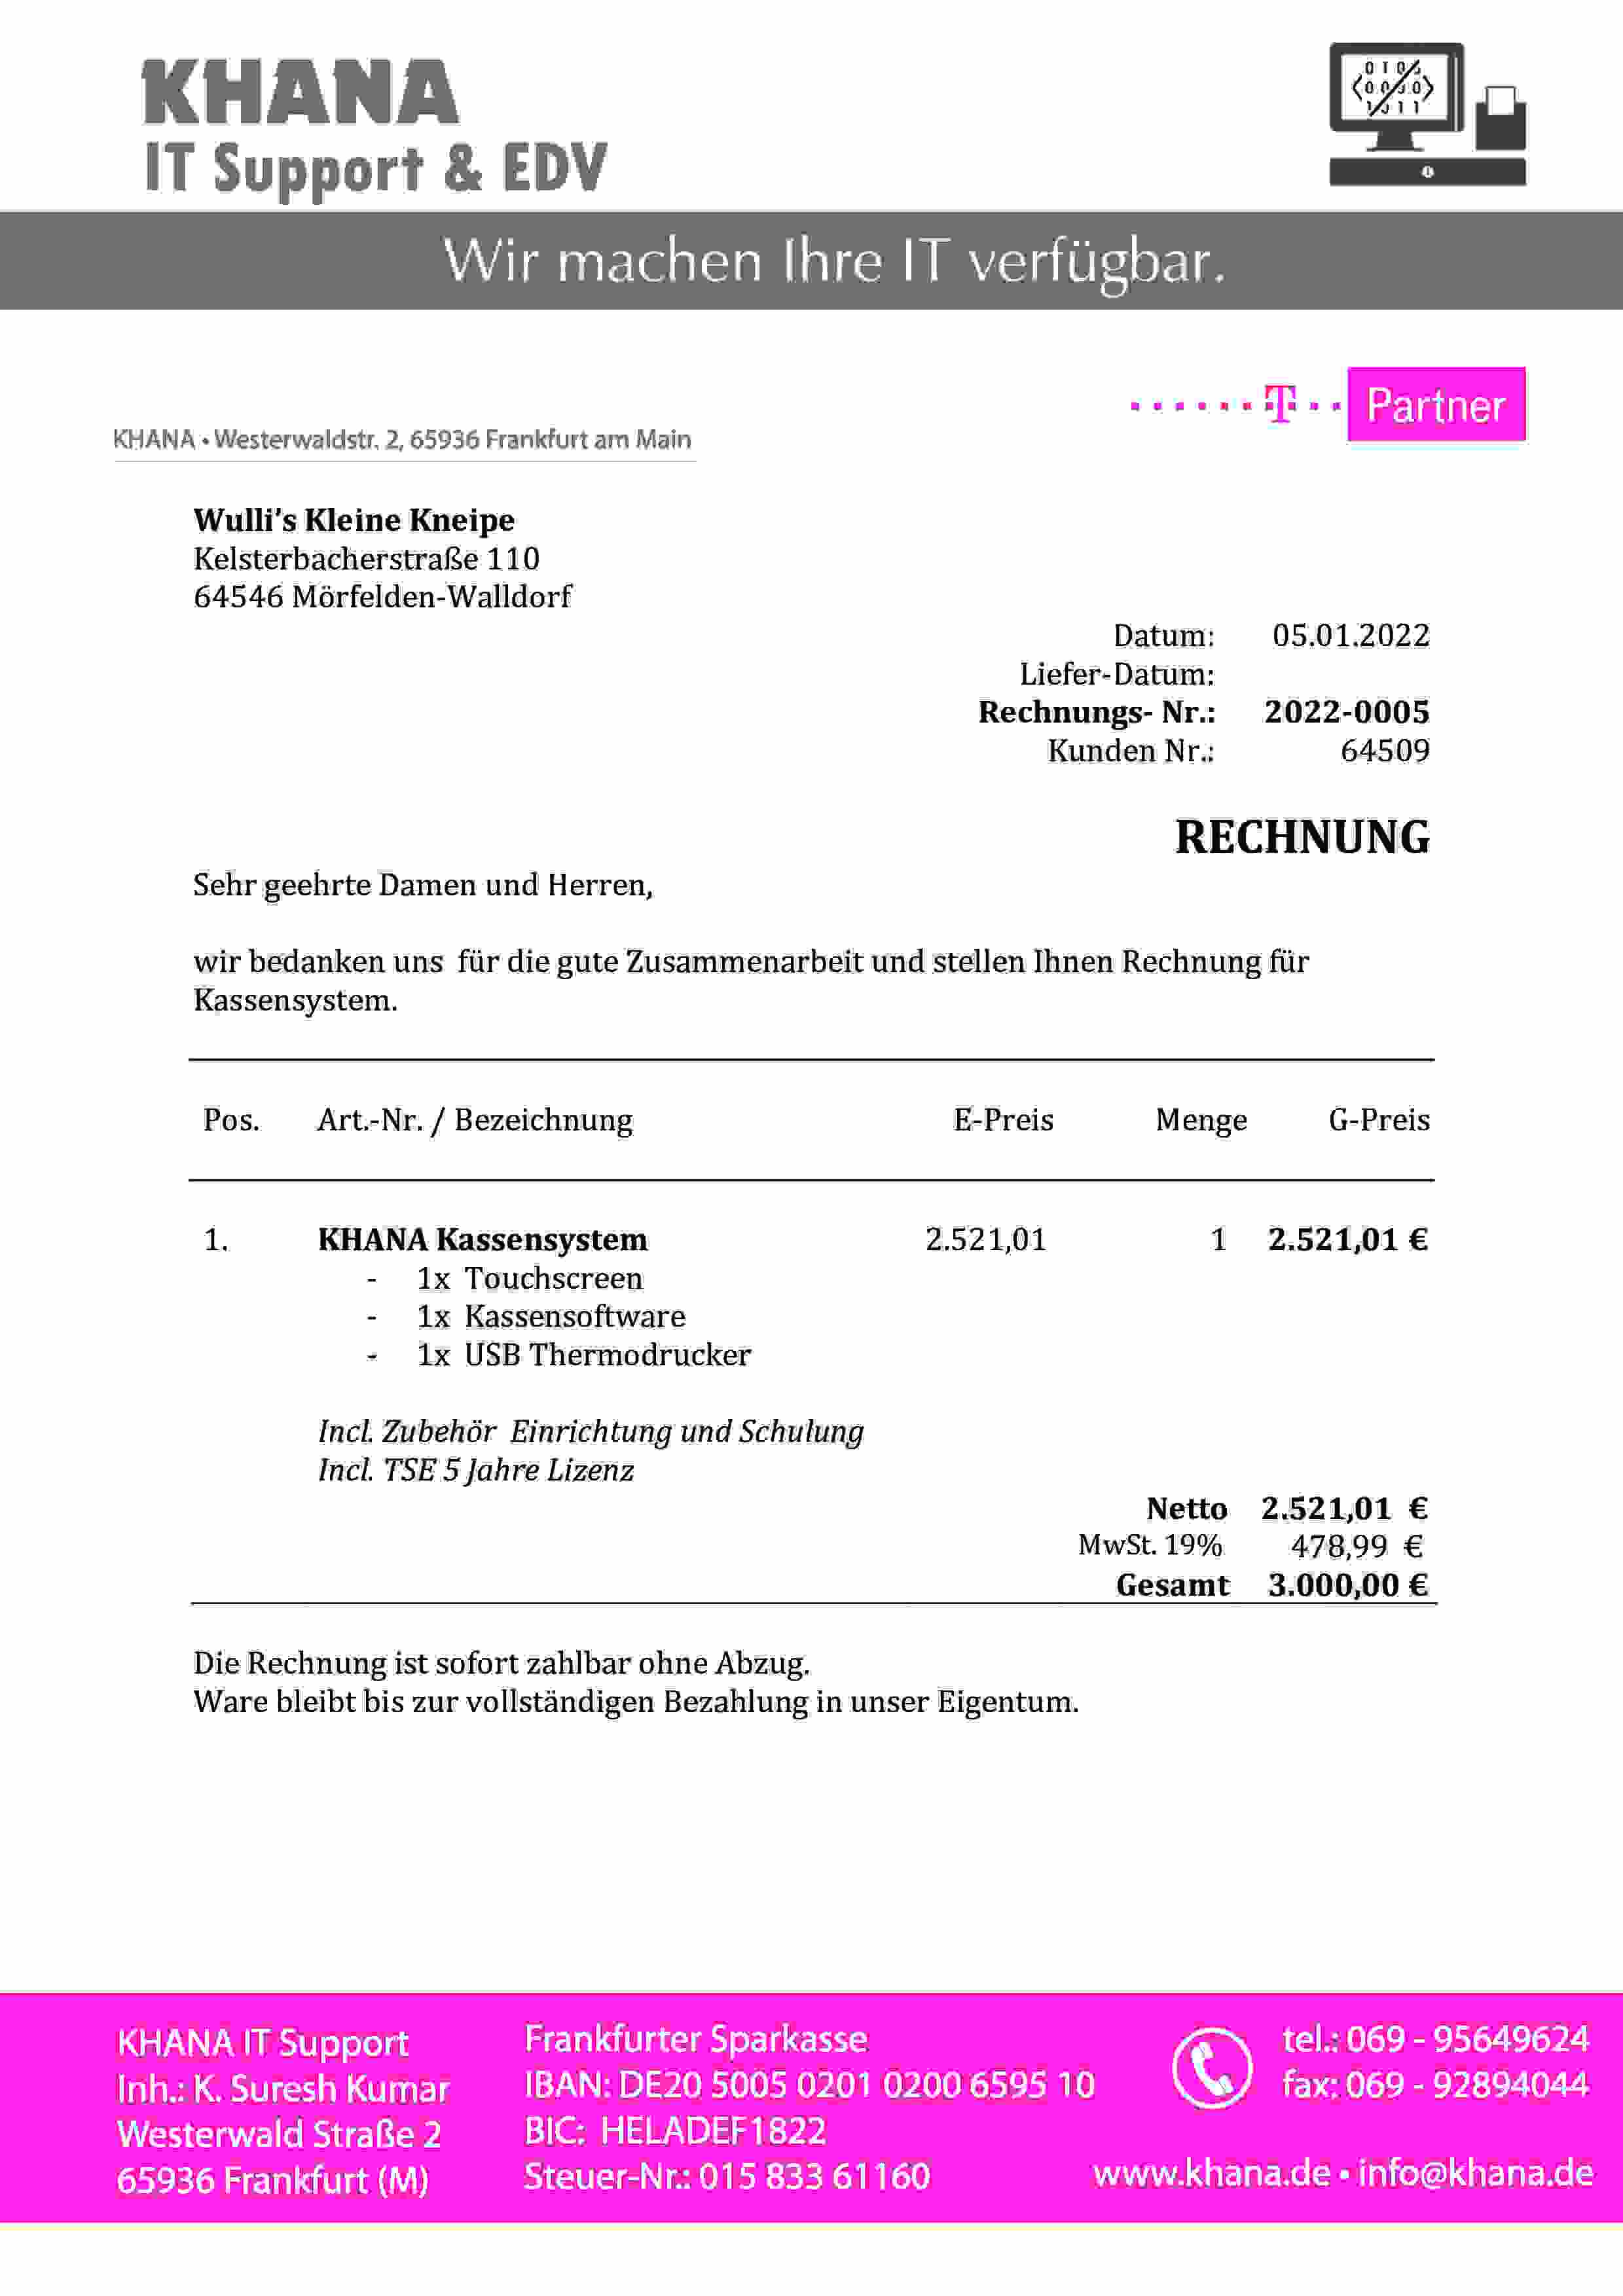 KHANA
IT Support & EDV
Wir machen Ihre IT verfügbar.
T Partner
KHANA • Westerwaldstr. 2, 65936 Frankfurt am Main
Wulli's Kleine Kneipe
Kelsterbacherstraße 110
64546 Mörfelden-Walldorf
Datum: 05.01.2022
Liefer-Datum:
Rechnungs- Nr.: 2022-0005
Kunden Nr.: 64509
RECHNUNG
Sehr geehrte Damen und Herren,
wir bedanken uns für die gute Zusammenarbeit und stellen Ihnen Rechnung für
Kassensystem.
Pos. Art.-Nr. / Bezeichnung E-Preis Menge G-Preis
1. KHANA Kassensystem 2.521,01 1 2.521,01 €
- 1x Touchscreen
- 1x Kassensoftware
- 1x USB Thermodrucker
Incl. Zubehör Einrichtung und Schulung
Incl. TSE 5 Jahre Lizenz
Netto 2.521,01 €
MwSt. 19% 478,99 €
Gesamt 3.000,00 €
Die Rechnung ist sofort zahlbar ohne Abzug.
Ware bleibt bis zur vollständigen Bezahlung in unser Eigentum.
KHANA IT Support
Inh.: K. Suresh Kumar
Westerwald Straße 2
65936 Frankfurt (M)
Frankfurter Sparkasse
IBAN: DE20 5005 0201 0200 6595 10
BIC: HELADEF1822
Steuer-Nr.: 015 833 61160
tel.: 069 - 95649624
fax: 069 - 92894044
www.khana.de • info@khana.de